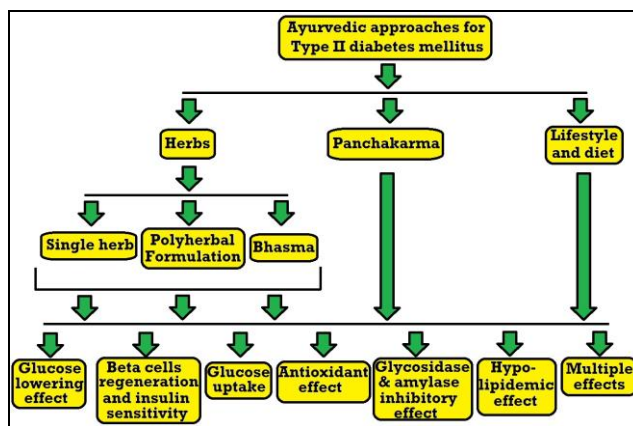 Ayurvedic approaches for
Type II diabetes mellitus
Herbs
Panchakarma
Lifestyle
and diet
Single herb
Polyherbal
Formulation
Bhasma
Glucose
lowering
effect
Beta cells
regeneration
and insulin
sensitivity
Glucose
uptake
Antioxidant
effect
Glycosidase
& amylase
inhibitory
effect
Hypo-
lipidemic
effect
Multiple
effects